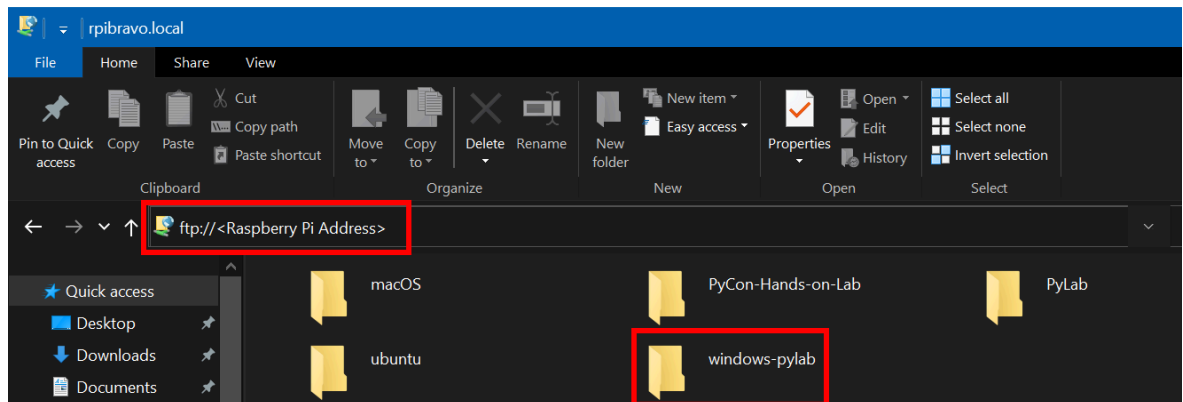 rpibravo.local
File Home Share View
Pin to Quick
access
Copy
Paste
Cut
Copy path
Paste shortcut
Move
to
Copy
to
Delete
Rename
New
folder
New item
Easy access
Properties
Open
Edit
History
Select all
Select none
Invert selection
Clipboard Organize New Open Select
ftp://<Raspberry Pi Address>
Quick access
Desktop
Downloads
Documents
macOS PyCon-Hands-on-Lab PyLab
ubuntu windows-pylab